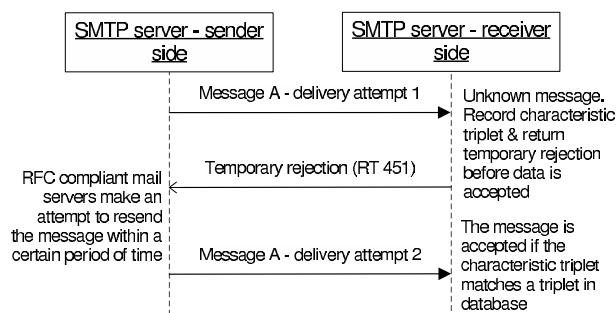 SMTP server - sender
side
SMTP server - receiver
side
Message A - delivery attempt 1
Unknown message.
Record characteristic
triplet & return
temporary rejection
before data is
accepted
Temporary rejection (RT 451)
RFC compliant mail
servers make an
attempt to resend
the message within a
certain period of time
Message A - delivery attempt 2
The message is
accepted if the
characteristic triplet
matches a triplet in
database